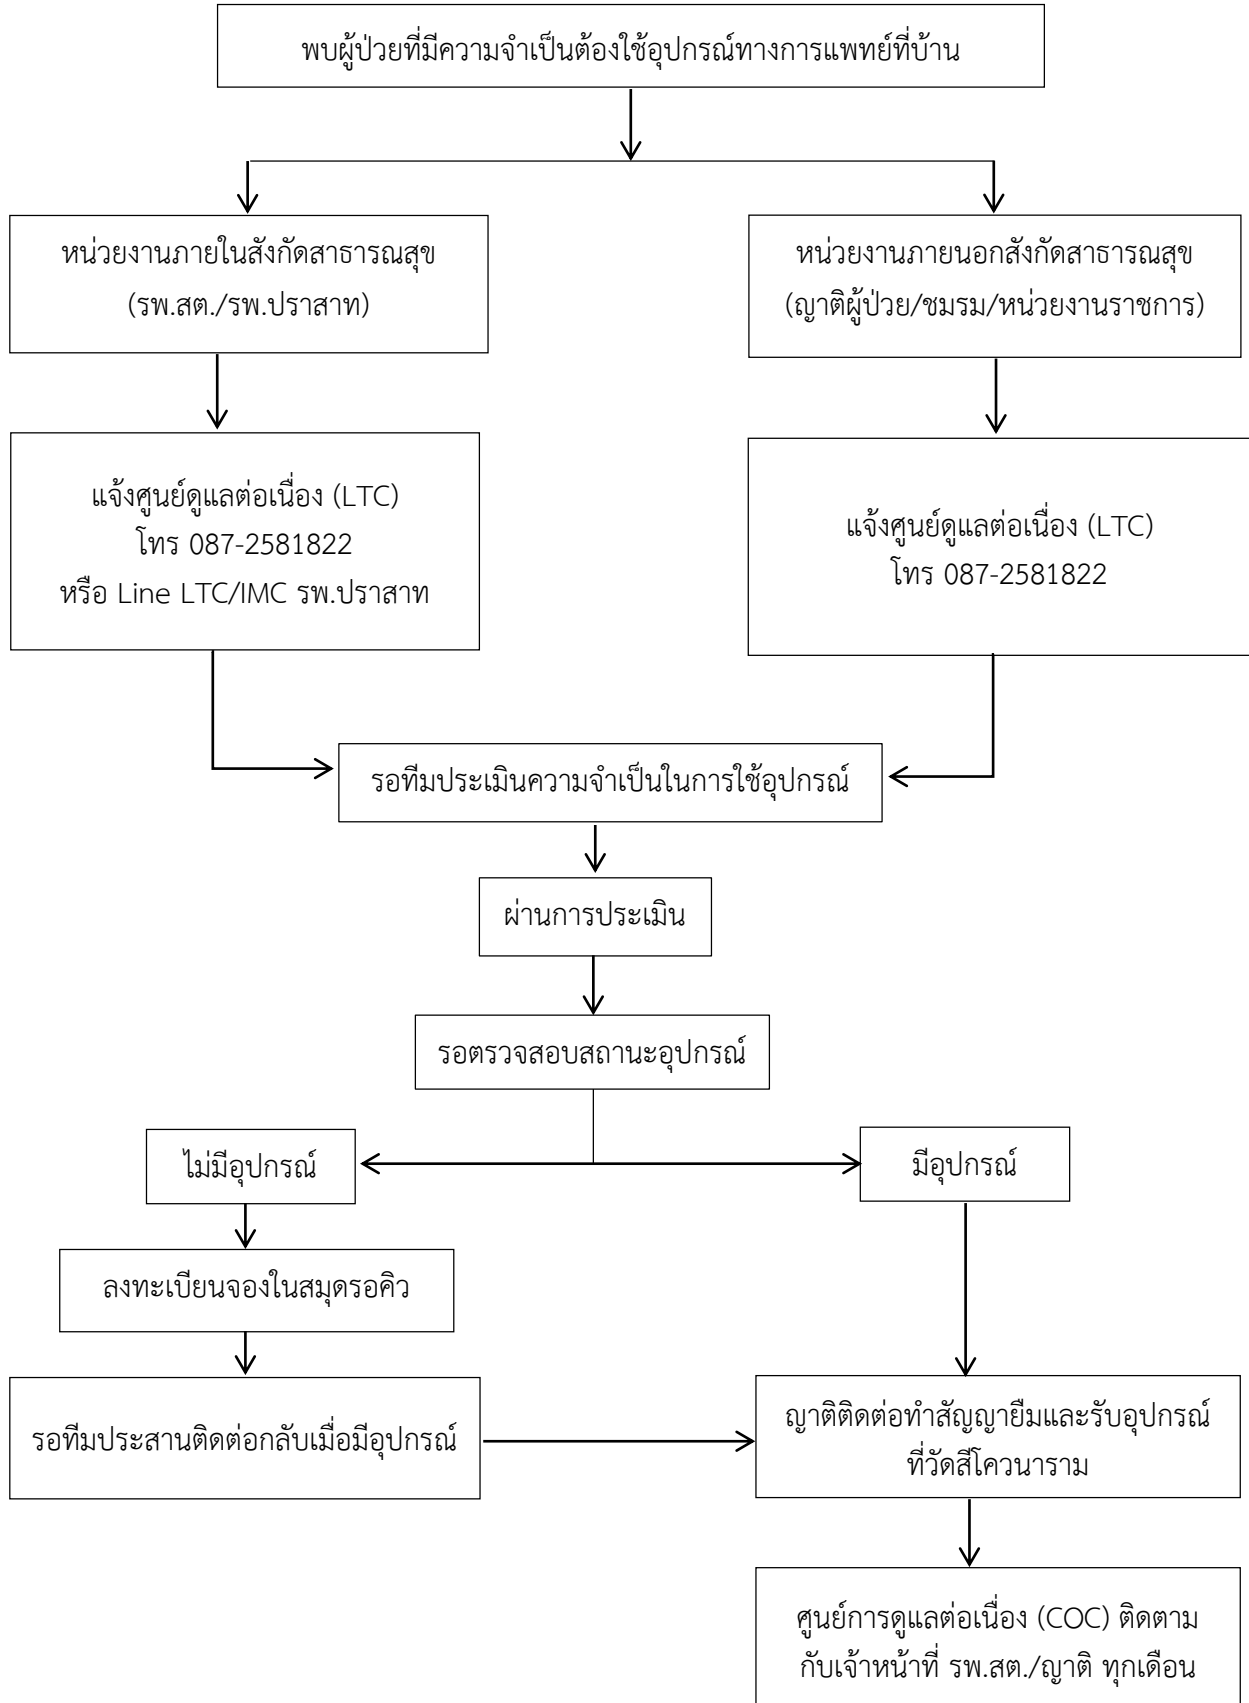 พบผู้ป่วยที่มีความจำเป็นต้องใช้อุปกรณ์ทางการแพทย์ที่บ้าน
หน่วยงานภายในสังกัดสาธารณสุข
(รพ.สต./รพ.ปราสาท)
หน่วยงานภายนอกสังกัดสาธารณสุข
(ญาติผู้ป่วย/ชมรม/หน่วยงานราชการ)
แจ้งศูนย์ดูแลต่อเนื่อง (LTC)
โทร 087-2581822
หรือ Line LTC/IMC รพ.ปราสาท
แจ้งศูนย์ดูแลต่อเนื่อง (LTC)
โทร 087-2581822
รอทีมประเมินความจำเป็นในการใช้อุปกรณ์
ผ่านการประเมิน
รอตรวจสอบสถานะอุปกรณ์
ไม่มีอุปกรณ์
มีอุปกรณ์
ลงทะเบียนจองในสมุดรอคิว
รอทีมประสานติดต่อกลับเมื่อมีอุปกรณ์
ญาติติดต่อทำสัญญายืมและรับอุปกรณ์
ที่วัดสีโควนาราม
ศูนย์การดูแลต่อเนื่อง (COC) ติดตาม
กับเจ้าหน้าที่ รพ.สต./ญาติ ทุกเดือน